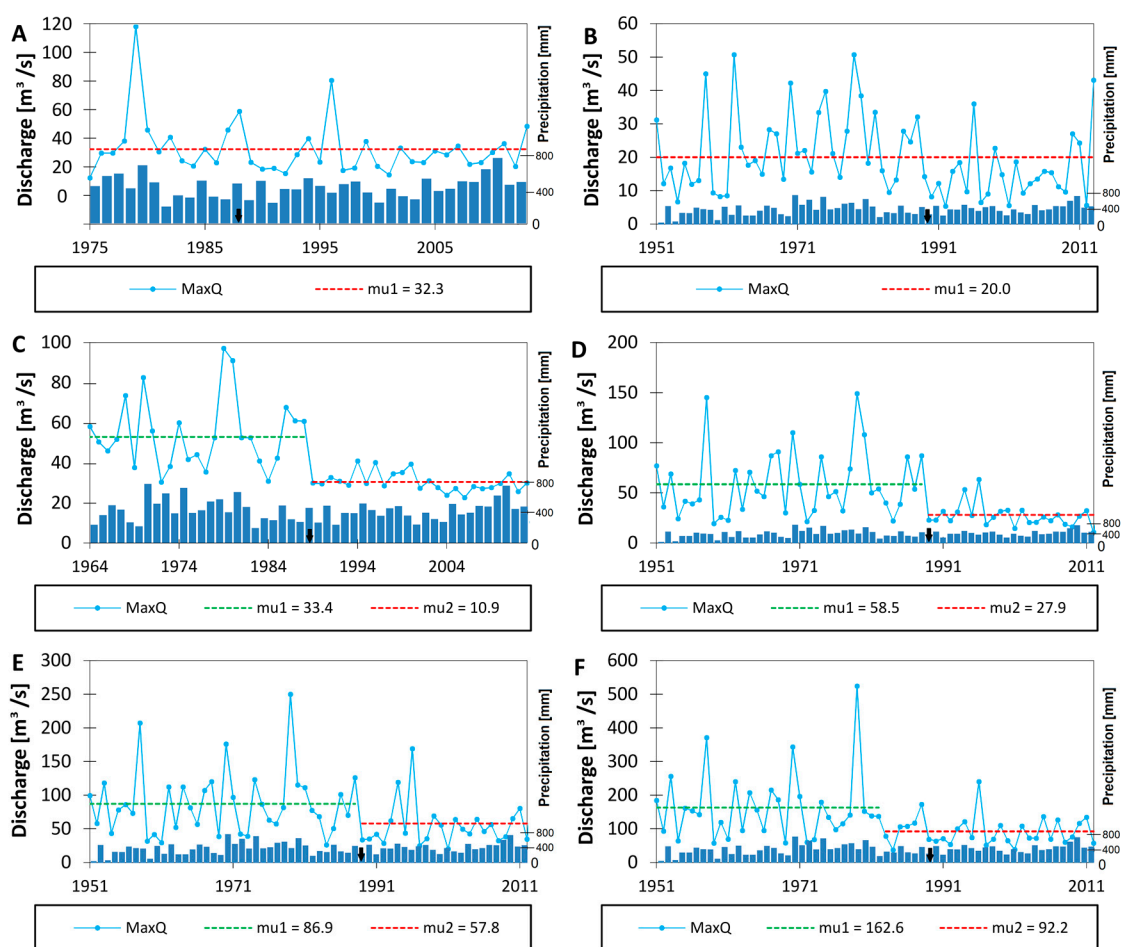 A
Discharge [m³ /s]
120
100
80
60
40
20
0
Precipitation [mm]
800
400
0
1975 1985 1995 2005
MaxQ mu1 = 32.3
B
Discharge [m³ /s]
60
50
40
30
20
10
0
Precipitation [mm]
800
400
0
1951 1971 1991 2011
MaxQ mu1 = 20.0
C
Discharge [m³ /s]
100
80
60
40
20
0
Precipitation [mm]
800
400
0
1964 1974 1984 1994 2004
MaxQ mu1 = 33.4 mu2 = 10.9
D
Discharge [m³ /s]
200
150
100
50
0
Precipitation [mm]
800
400
0
1951 1971 1991 2011
MaxQ mu1 = 58.5 mu2 = 27.9
E
Discharge [m³ /s]
300
250
200
150
100
50
0
Precipitation [mm]
800
400
0
1951 1971 1991 2011
MaxQ mu1 = 86.9 mu2 = 57.8
F
Discharge [m³ /s]
600
500
400
300
200
100
0
Precipitation [mm]
800
400
0
1951 1971 1991 2011
MaxQ mu1 = 162.6 mu2 = 92.2